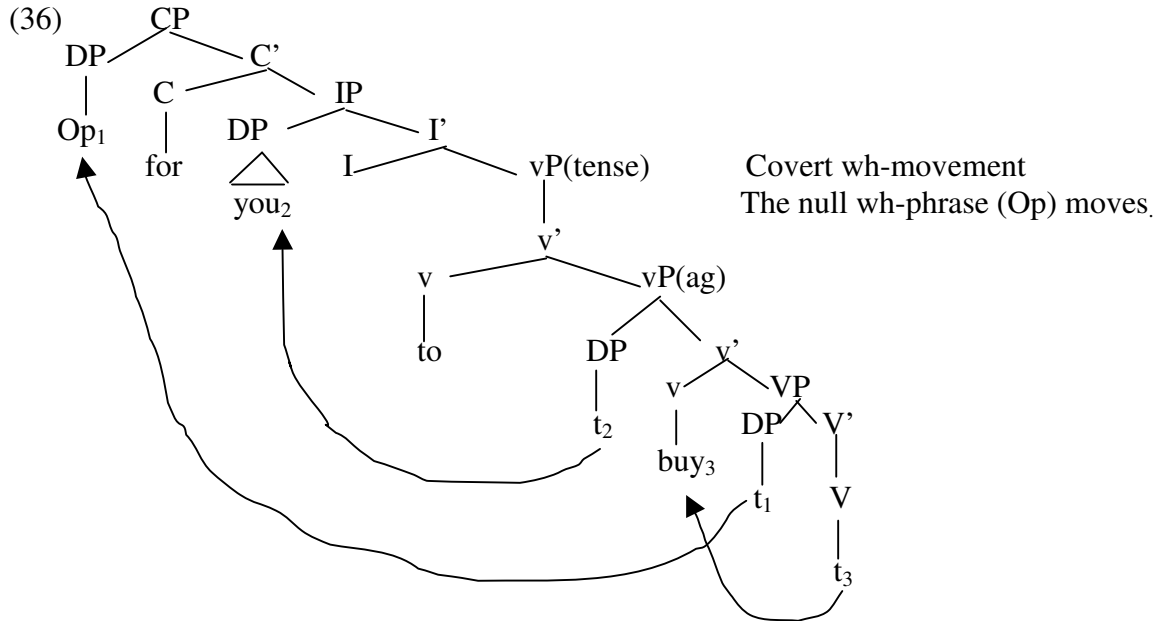 (36) CP
DP C’
C IP
Op₁ DP I’
for I vP(tense) Covert wh-movement
you₂ The null wh-phrase (Op) moves.
v’
v vP(ag)
to DP v’
v VP
t₂ DP V’
buy₃
t₁ V
t₃